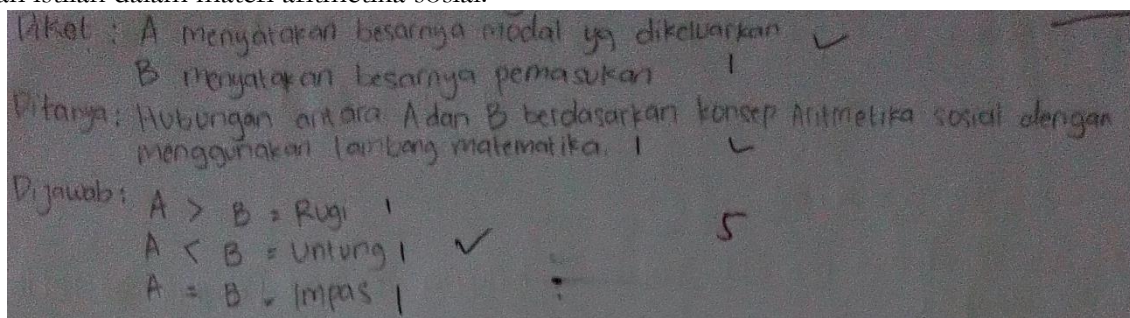 an istilah dalam materi aritmetika sosial.
Diket : A menyatakan besarnya modal yg dikeluarkan ✓
B menyatakan besarnya pemasukan 1
Ditanya : Hubungan antara A dan B berdasarkan konsep Aritmetika sosial dengan
menggunakan lambang matematika. 1 ✓
Dijawab : A > B = Rugi 1 5
A < B = Untung 1 ✓
A = B = Impas 1